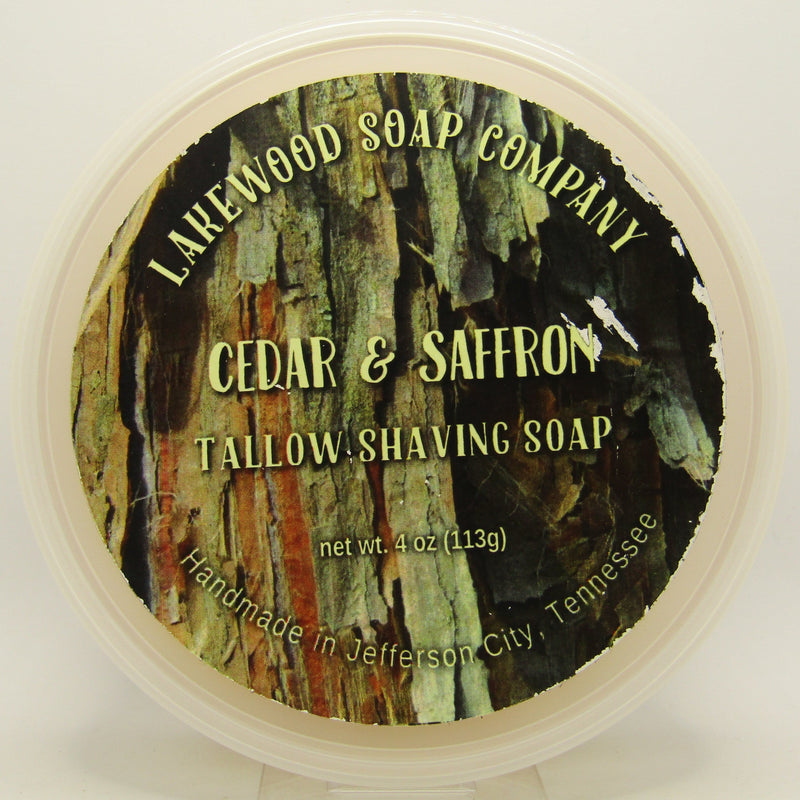 LAKEWOOD SOAP COMPANY
CEDAR & SAFFRON
TALLOW SHAVING SOAP
net wt. 4 oz (113g)
Handmade in Jefferson City, Tennessee